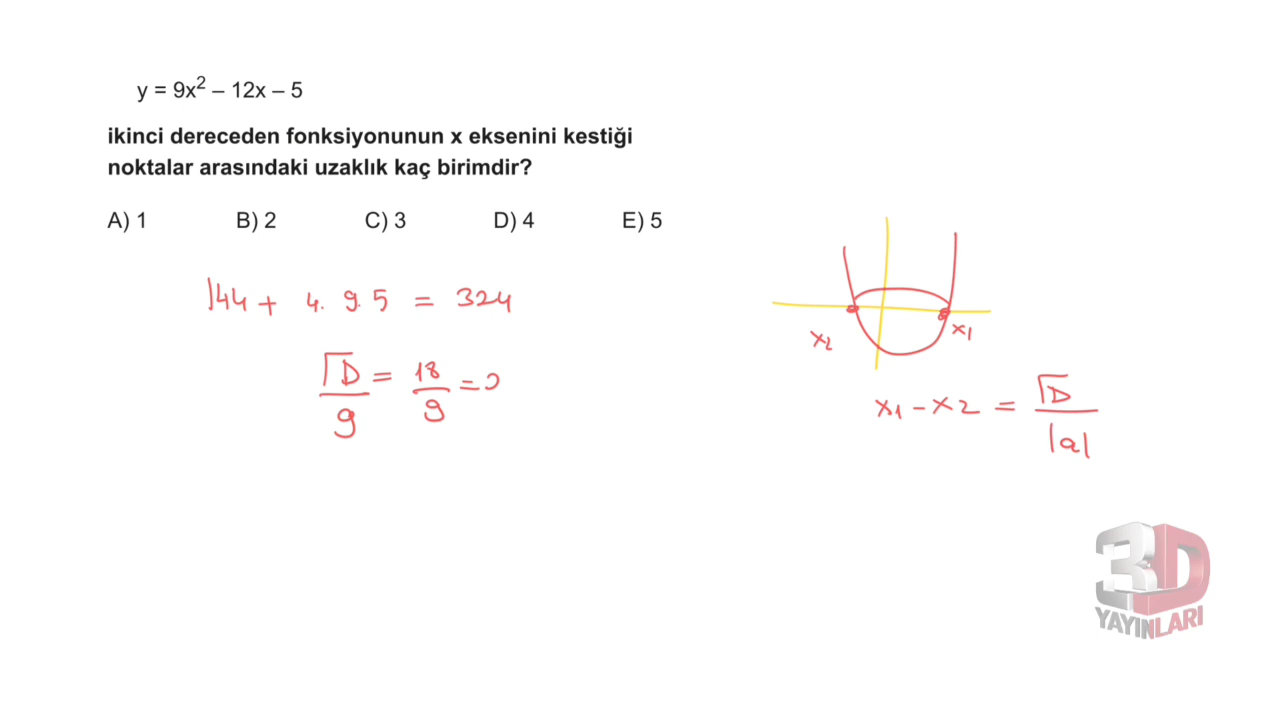 y = 9x² – 12x – 5
ikinci dereceden fonksiyonunun x eksenini kestiği
noktalar arasındaki uzaklık kaç birimdir?
A) 1 B) 2 C) 3 D) 4 E) 5
144 + 4. 9. 5 = 324
√D / 9 = 18 / 9 =
x2 x1
x1 - x2 = √D / |a|
3D
YAYINLARI